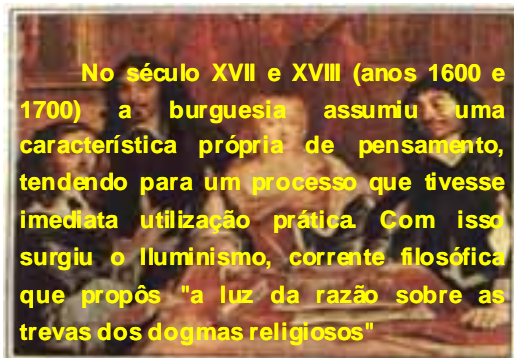 No século XVII e XVIII (anos 1600 e
1700) a burguesia assumiu uma
característica própria de pensamento,
tendendo para um processo que tivesse
imediata utilização prática. Com isso
surgiu o Iluminismo, corrente filosófica
que propôs "a luz da razão sobre as
trevas dos dogmas religiosos"